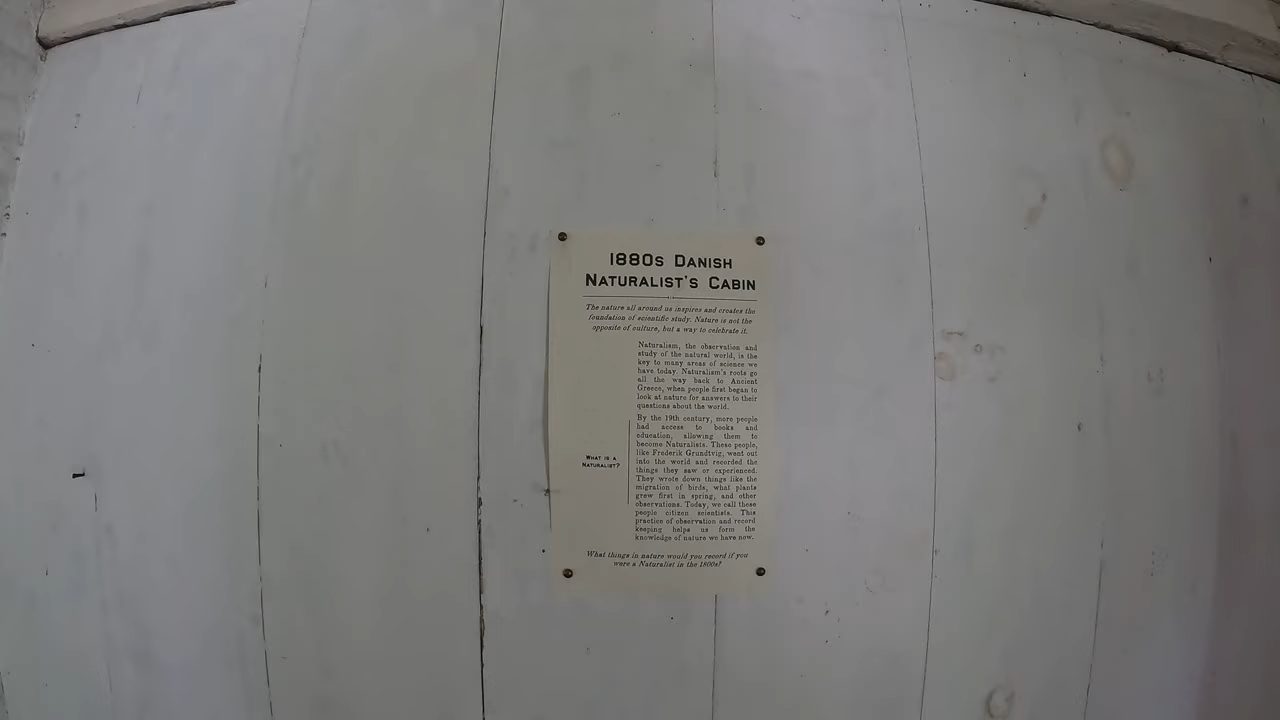 1880s Danish
Naturalist's Cabin
The nature all around us inspires and creates the
foundation of scientific study. Nature is not the
opposite of culture, but a way to celebrate it.
Naturalism, the observation and
study of the natural world, is the
key to many areas of science we
have today. Naturalism's roots go
all the way back to Ancient
Greece, when people first began to
look at nature for answers to their
questions about the world.
What is a
Naturalist?
By the 19th century, more people
had access to books and
education, allowing them to
become Naturalists. These people,
like Frederik Grundtvig, went out
into the world and recorded the
things they saw or experienced.
They wrote down things like the
migration of birds, what plants
grew first in spring, and other
observations. Today, we call these
people citizen scientists. This
practice of observation and record
keeping helps us form the
knowledge of nature we have now.
What things in nature would you record if you
were a Naturalist in the 1800s?